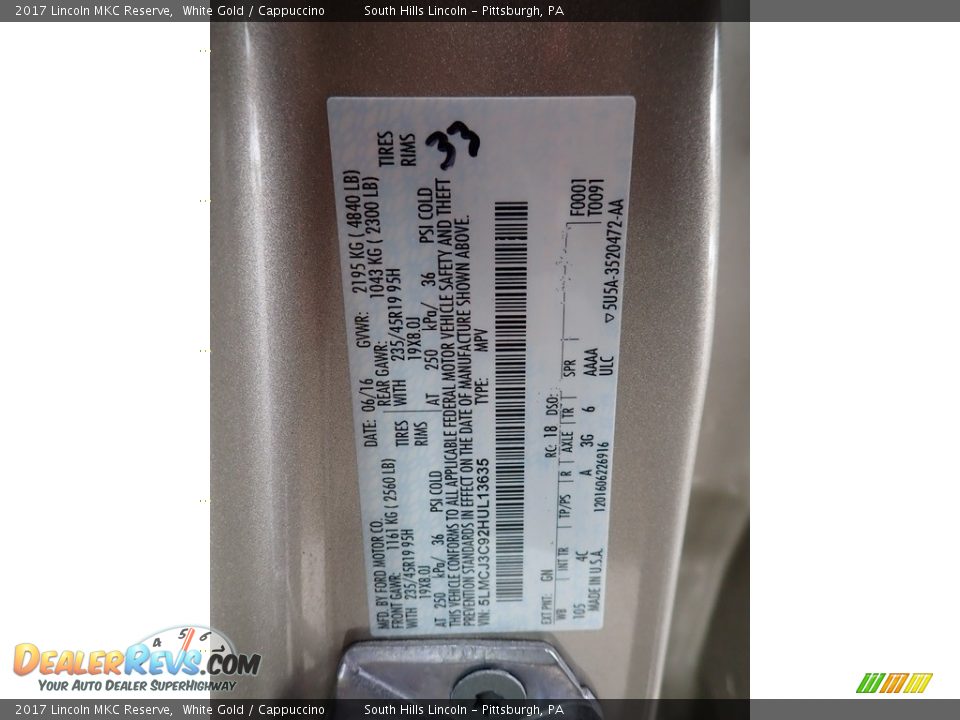 2017 Lincoln MKC Reserve,  White Gold / Cappuccino  South Hills Lincoln - Pittsburgh, PA
MFD. BY FORD MOTOR CO.
DATE: 06/16 GVWR: 2195 KG ( 4840 LB)
FRONT GAWR: 1161 KG ( 2560 LB) REAR GAWR: 1043 KG ( 2300 LB)
WITH 235/45R19 95H TIRES WITH 235/45R19 95H TIRES
19X8.0J RIMS 19X8.0J RIMS
AT 250 kPa/ 36 PSI COLD AT 250 kPa/ 36 PSI COLD
33
THIS VEHICLE CONFORMS TO ALL APPLICABLE FEDERAL MOTOR VEHICLE SAFETY AND THEFT
PREVENTION STANDARDS IN EFFECT ON THE DATE OF MANUFACTURE SHOWN ABOVE.
VIN: 5LMCJ3C92HUL13635 TYPE: MPV
EXT PNT: GN RC: 18 DSO:
WB INT TR TP/PS R AXLE TR SPR F0001
T0091
105 4C A 3G 6 AAAA
MADE IN U.S.A. 1201606226916 ULC
▽5U5A-3520472-AA
4 5 6
DEALERREVS.COM
YOUR AUTO DEALER SUPERHIGHWAY
2017 Lincoln MKC Reserve,  White Gold / Cappuccino  South Hills Lincoln - Pittsburgh, PA